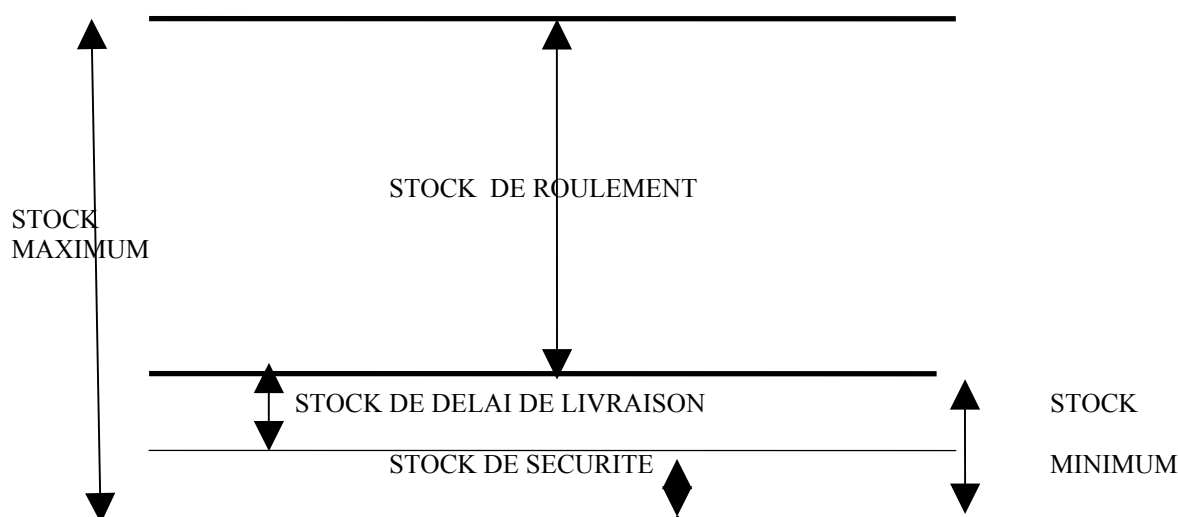 STOCK DE ROULEMENT
STOCK
MAXIMUM
STOCK DE DELAI DE LIVRAISON
STOCK
STOCK DE SECURITE
MINIMUM